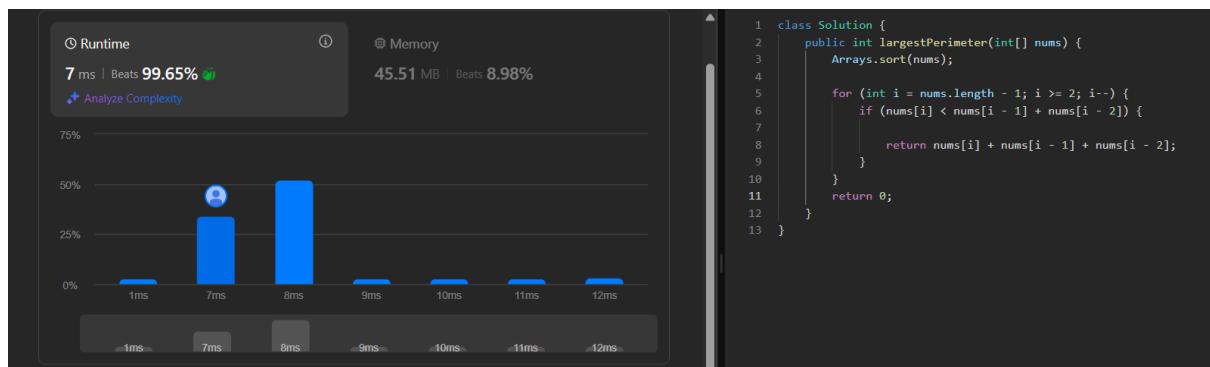 Runtime
7 ms | Beats 99.65%
Analyze Complexity
Memory
45.51 MB | Beats 8.98%
75%
50%
25%
0%
1ms 7ms 8ms 9ms 10ms 11ms 12ms
1ms 7ms 8ms 9ms 10ms 11ms 12ms
1 class Solution {
2     public int largestPerimeter(int[] nums) {
3         Arrays.sort(nums);
4
5         for (int i = nums.length - 1; i >= 2; i--) {
6             if (nums[i] < nums[i - 1] + nums[i - 2]) {
7
8                 return nums[i] + nums[i - 1] + nums[i - 2];
9             }
10         }
11         return 0;
12     }
13 }